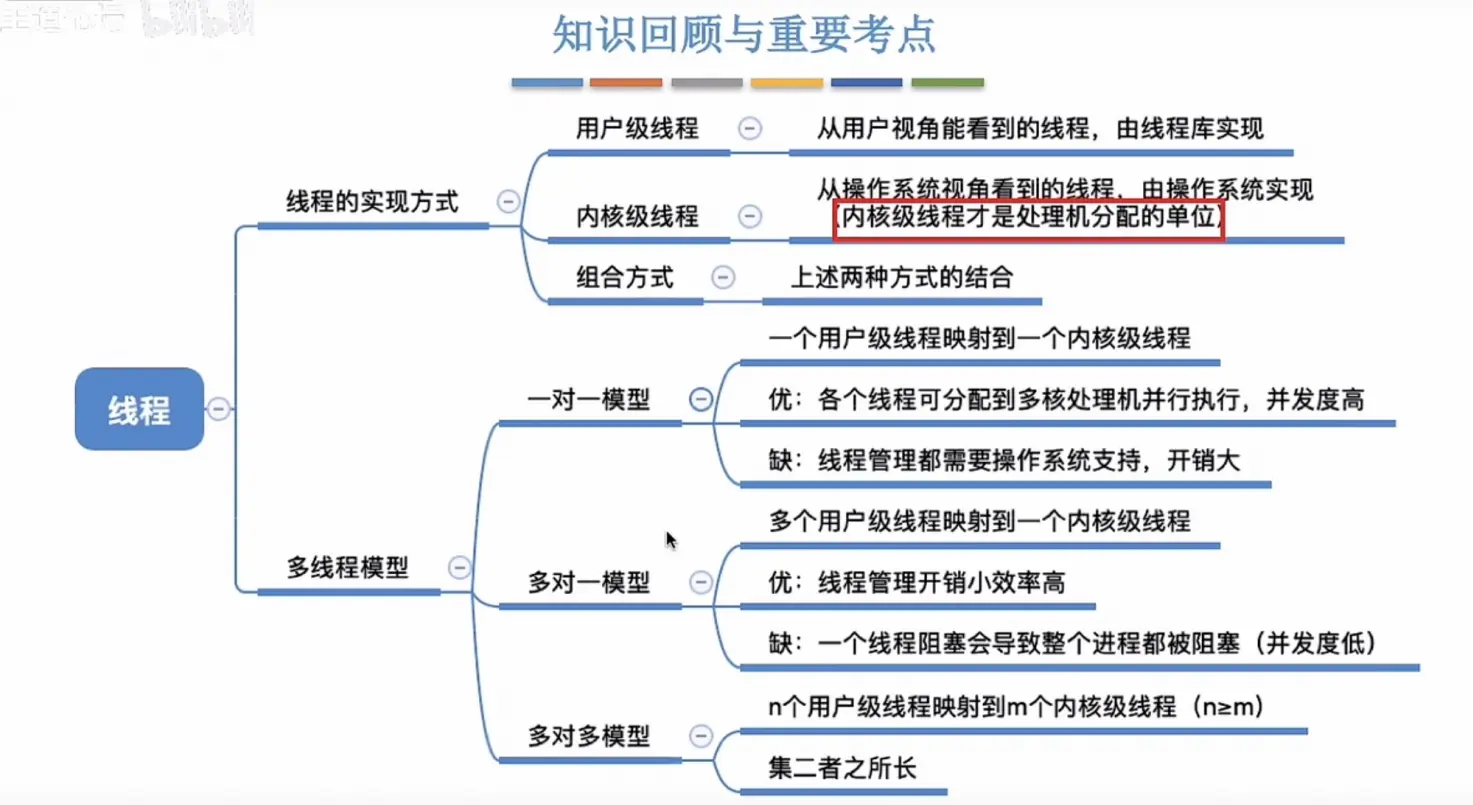 知识回顾与重要考点
线程
线程的实现方式
用户级线程
从用户视角能看到的线程，由线程库实现
内核级线程
从操作系统视角看到的线程，由操作系统实现
（内核级线程才是处理机分配的单位）
组合方式
上述两种方式的结合
多线程模型
一对一模型
一个用户级线程映射到一个内核级线程
优：各个线程可分配到多核处理机并行执行，并发度高
缺：线程管理都需要操作系统支持，开销大
多对一模型
多个用户级线程映射到一个内核级线程
优：线程管理开销小效率高
缺：一个线程阻塞会导致整个进程都被阻塞（并发度低）
多对多模型
n个用户级线程映射到m个内核级线程（n≥m）
集二者之所长